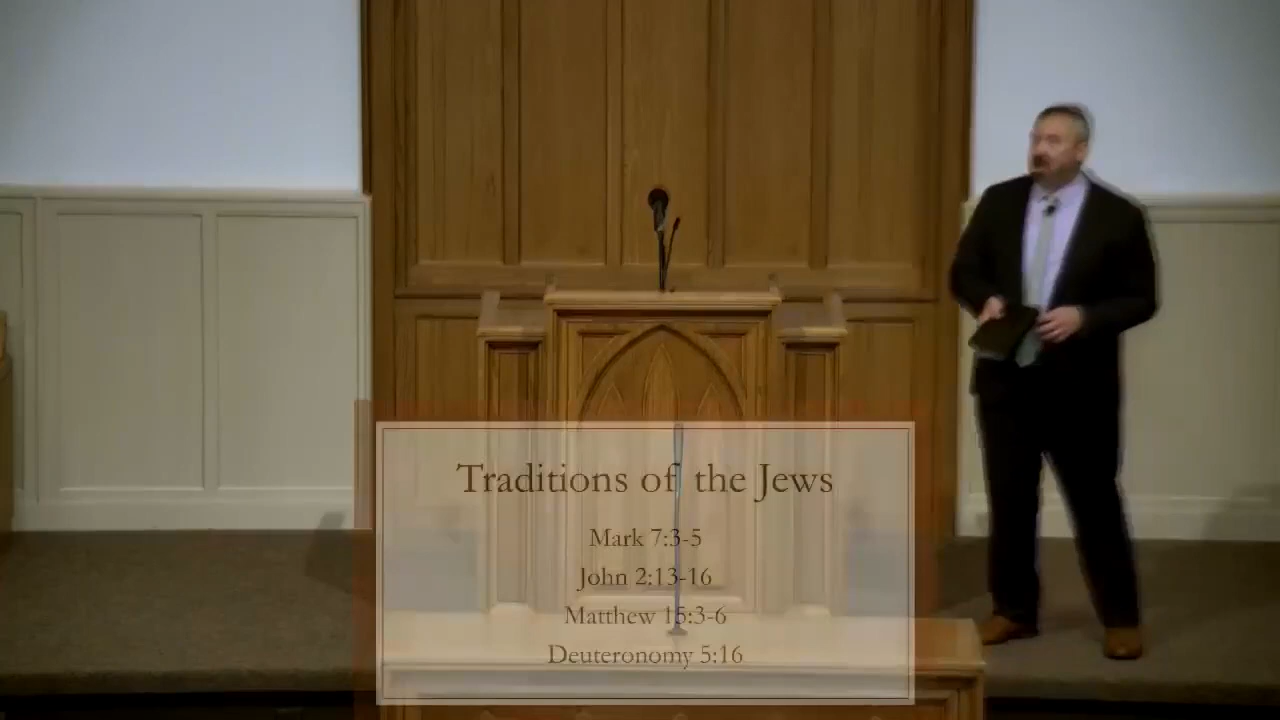 Traditions of the Jews
Mark 7:3-5
John 2:13-16
Matthew 15:3-6
Deuteronomy 5:16